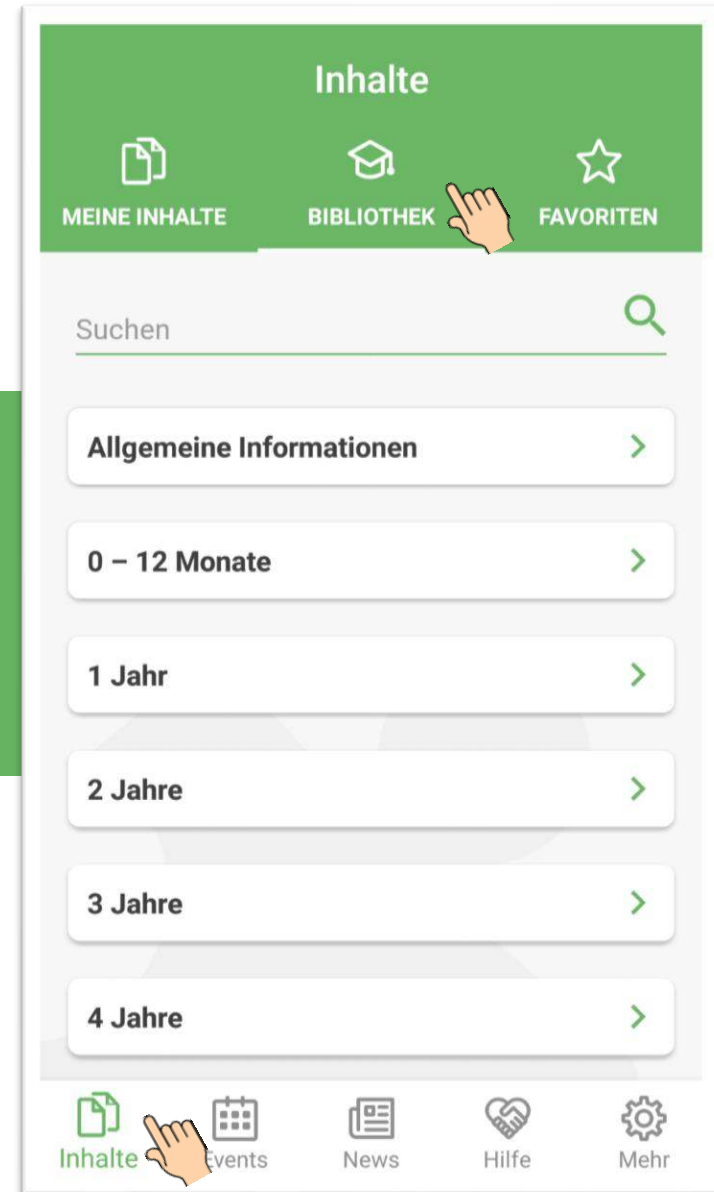 Inhalte
MEINE INHALTE BIBLIOTHEK FAVORITEN
Suchen
Allgemeine Informationen
0 – 12 Monate
1 Jahr
2 Jahre
3 Jahre
4 Jahre
Inhalte Events News Hilfe Mehr